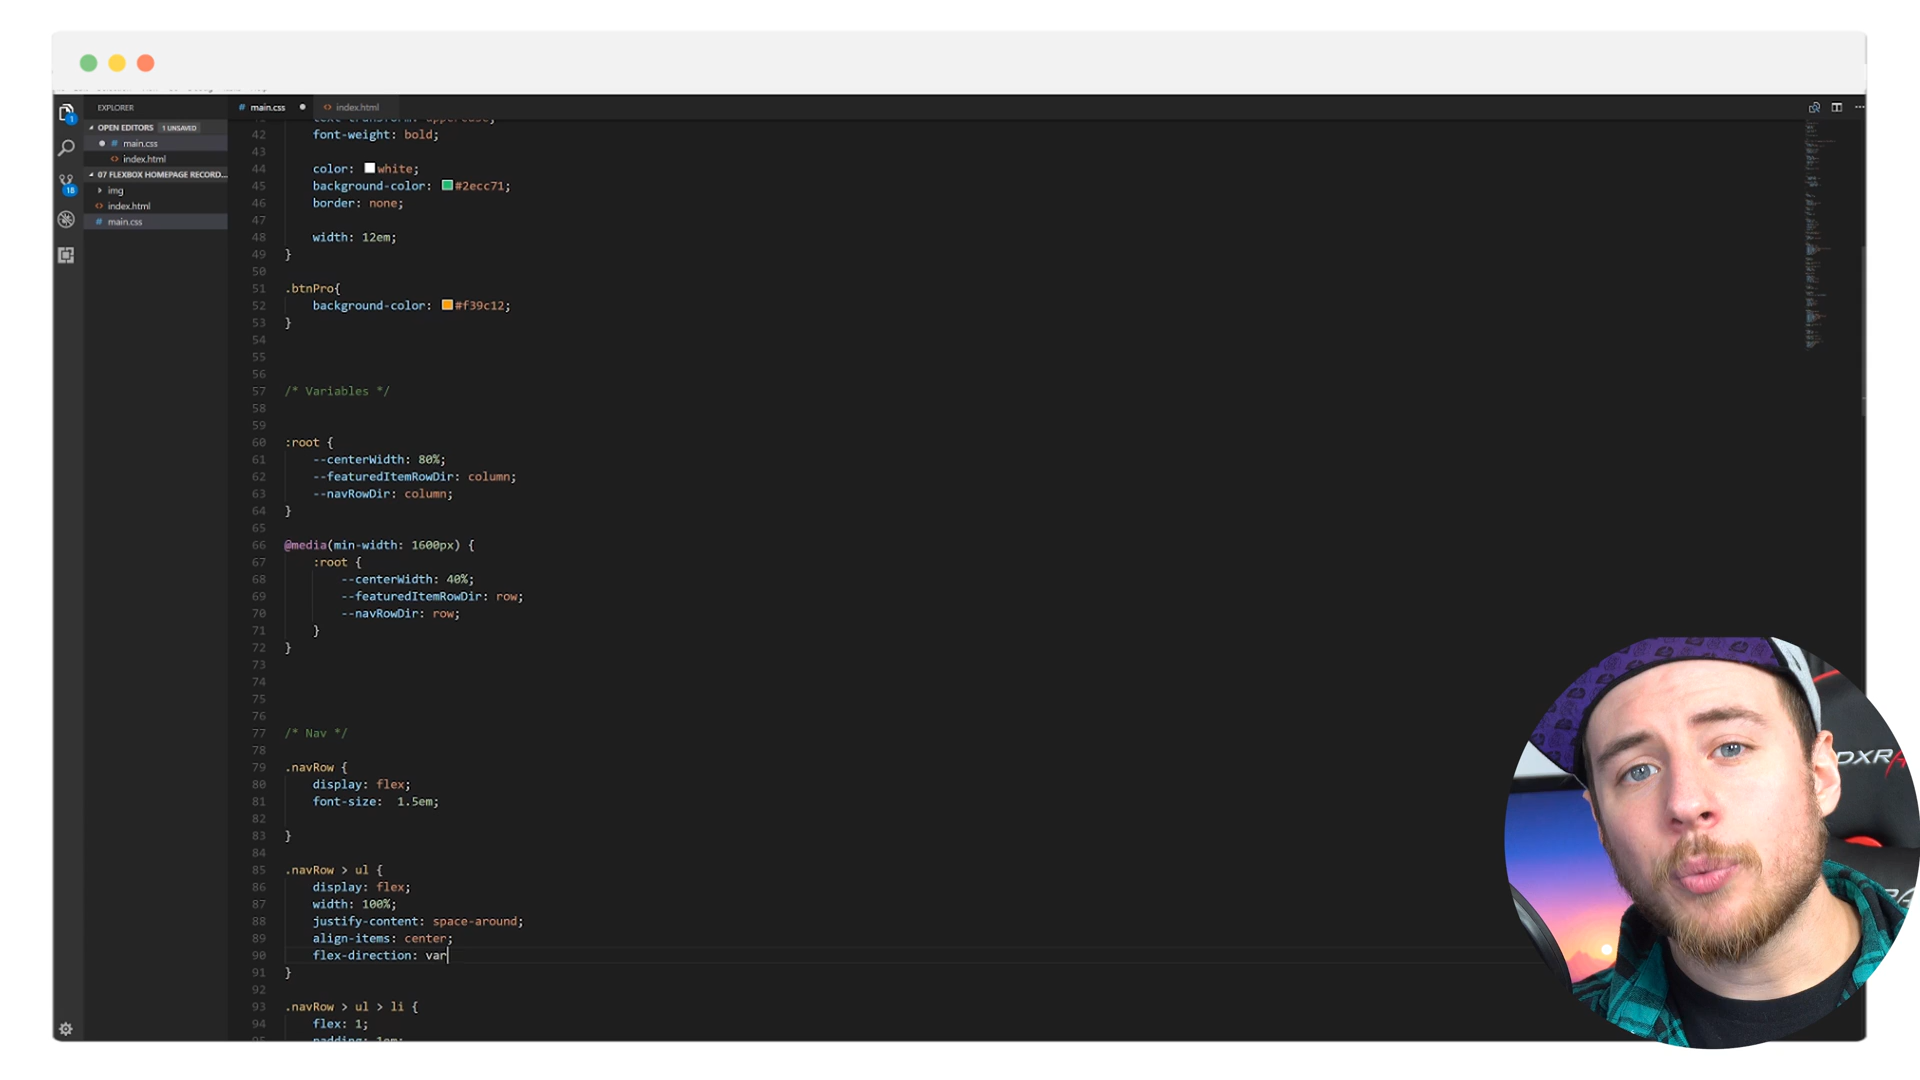 EXPLORER
OPEN EDITORS 1 UNSAVED
# main.css
<> index.html
07 FLEXBOX HOMEPAGE RECORD...
img
<> index.html
# main.css
1
18
# main.css
<> index.html
42 font-weight: bold;
43
44 color: white;
45 background-color: #2ecc71;
46 border: none;
47
48 width: 12em;
49 }
50
51 .btnPro{
52 background-color: #f39c12;
53 }
54
55
56
57 /* Variables */
58
59
60 :root {
61 --centerWidth: 80%;
62 --featuredItemRowDir: column;
63 --navRowDir: column;
64 }
65
66 @media(min-width: 1600px) {
67 :root {
68 --centerWidth: 40%;
69 --featuredItemRowDir: row;
70 --navRowDir: row;
71 }
72 }
73
74
75
76
77 /* Nav */
78
79 .navRow {
80 display: flex;
81 font-size: 1.5em;
82
83 }
84
85 .navRow > ul {
86 display: flex;
87 width: 100%;
88 justify-content: space-around;
89 align-items: center;
90 flex-direction: var
91 }
92
93 .navRow > ul > li {
94 flex: 1;
DXR